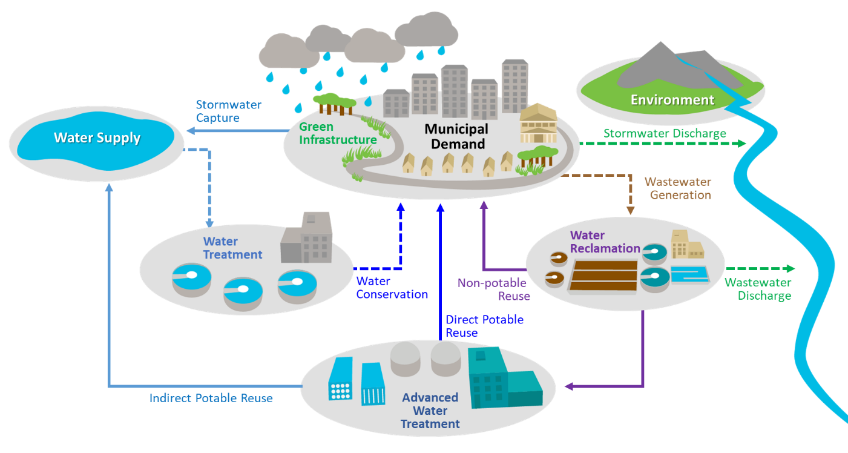 Stormwater
Capture
Green
Infrastructure
Municipal
Demand
Environment
Water Supply
Stormwater Discharge
Wastewater
Generation
Water
Treatment
Water
Reclamation
Water
Conservation
Non-potable
Reuse
Wastewater
Discharge
Direct Potable
Reuse
Indirect Potable Reuse
Advanced
Water
Treatment